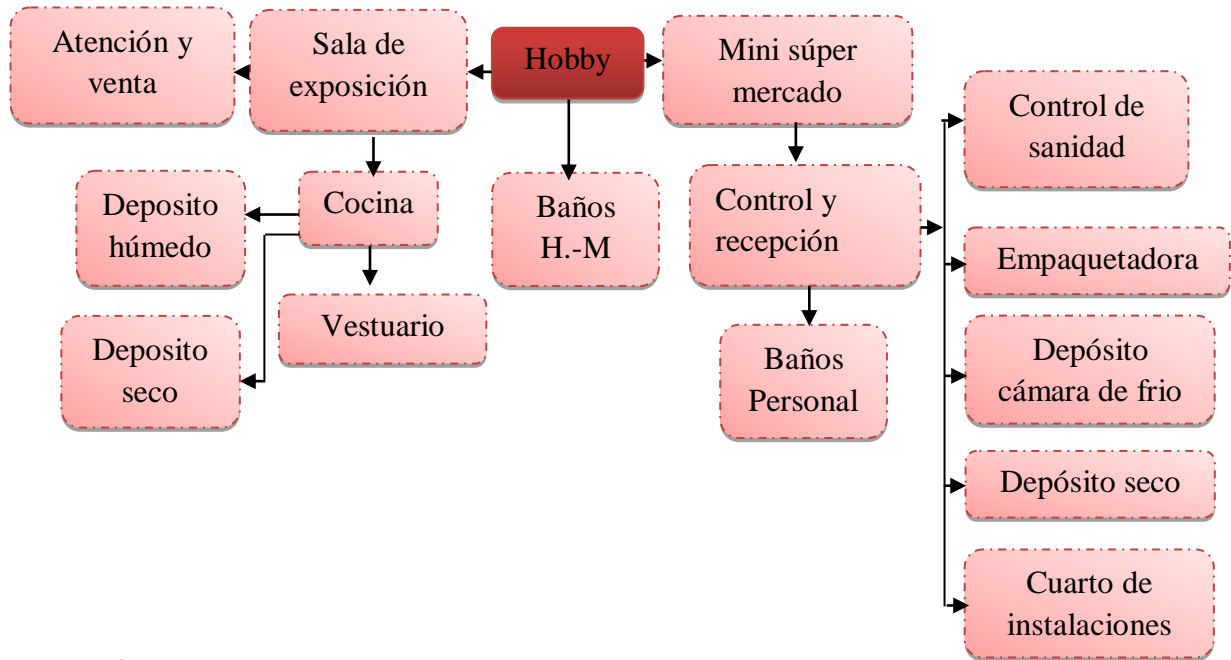 Atención y
venta
Sala de
exposición
Hobby
Mini súper
mercado
Control de
sanidad
Deposito
húmedo
Cocina
Baños
H.-M
Control y
recepción
Empaquetadora
Deposito
seco
Vestuario
Baños
Personal
Depósito
cámara de frio
Depósito seco
Cuarto de
instalaciones